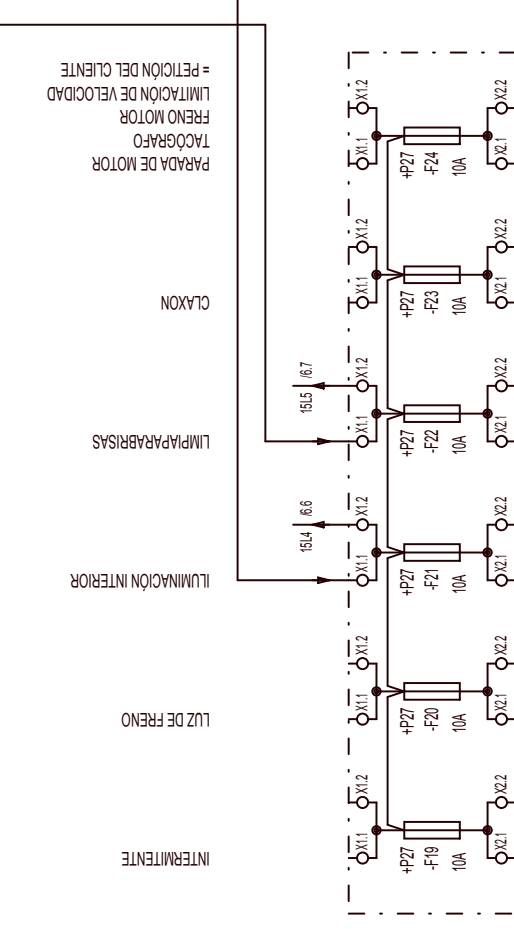 INTERMITENTE
LUZ DE FRENO
ILUMINACIÓN INTERIOR
LIMPIAPARABRISAS
CLAXON
PARADA DE MOTOR
TACÓGRAFO
FRENO MOTOR
LIMITACIÓN DE VELOCIDAD
= PETICIÓN DEL CLIENTE
X1.1
X1.2
+P27
-F19
10A
X2.1
X2.2
X1.1
X1.2
+P27
-F20
10A
X2.1
X2.2
15L4 /6.6
X1.1
X1.2
+P27
-F21
10A
X2.1
X2.2
15L5 /6.7
X1.1
X1.2
+P27
-F22
10A
X2.1
X2.2
X1.1
X1.2
+P27
-F23
10A
X2.1
X2.2
X1.1
X1.2
+P27
-F24
10A
X2.1
X2.2